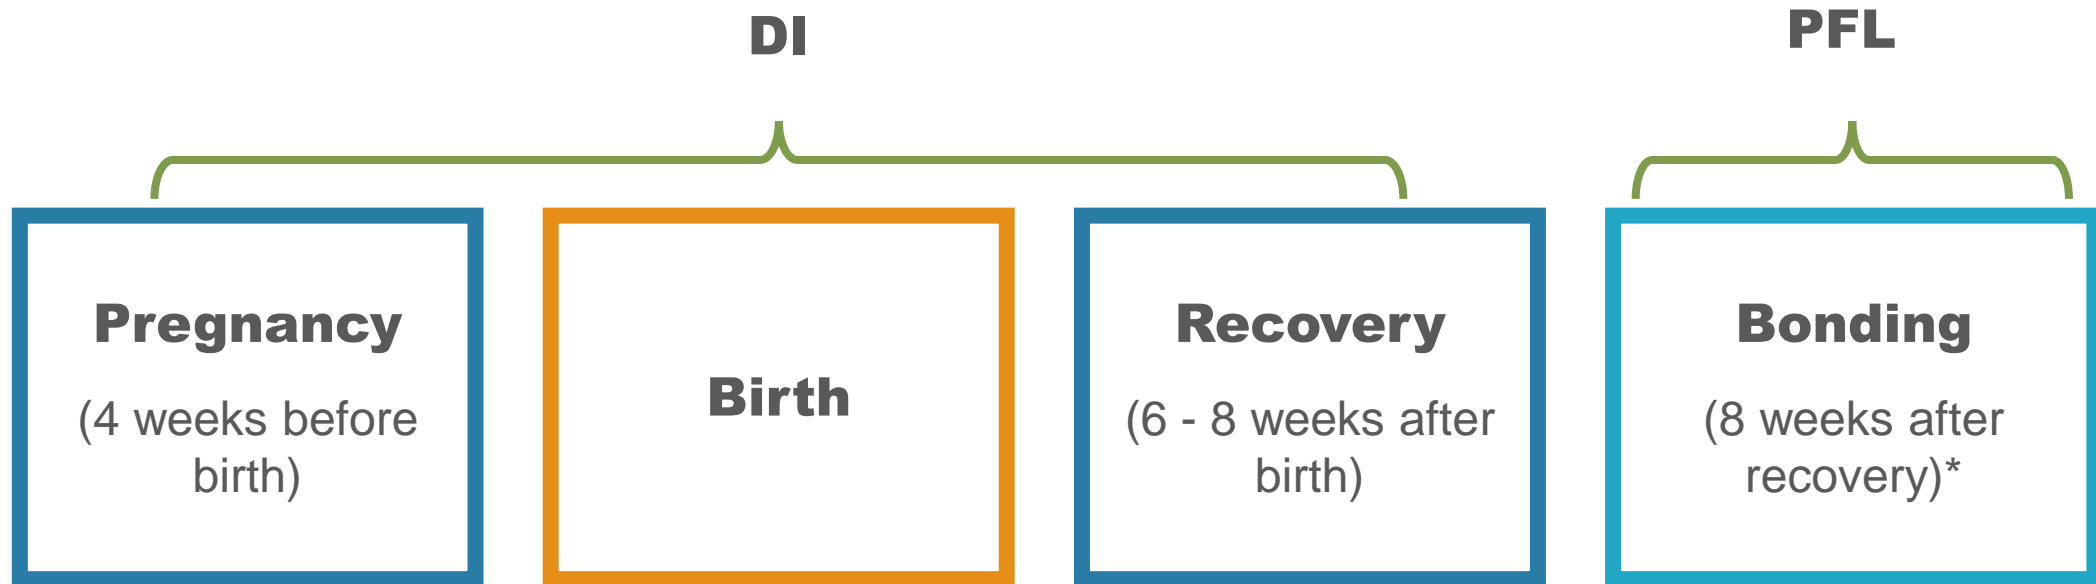 DI
PFL
Pregnancy
(4 weeks before
birth)
Birth
Recovery
(6 - 8 weeks after
birth)
Bonding
(8 weeks after
recovery)*